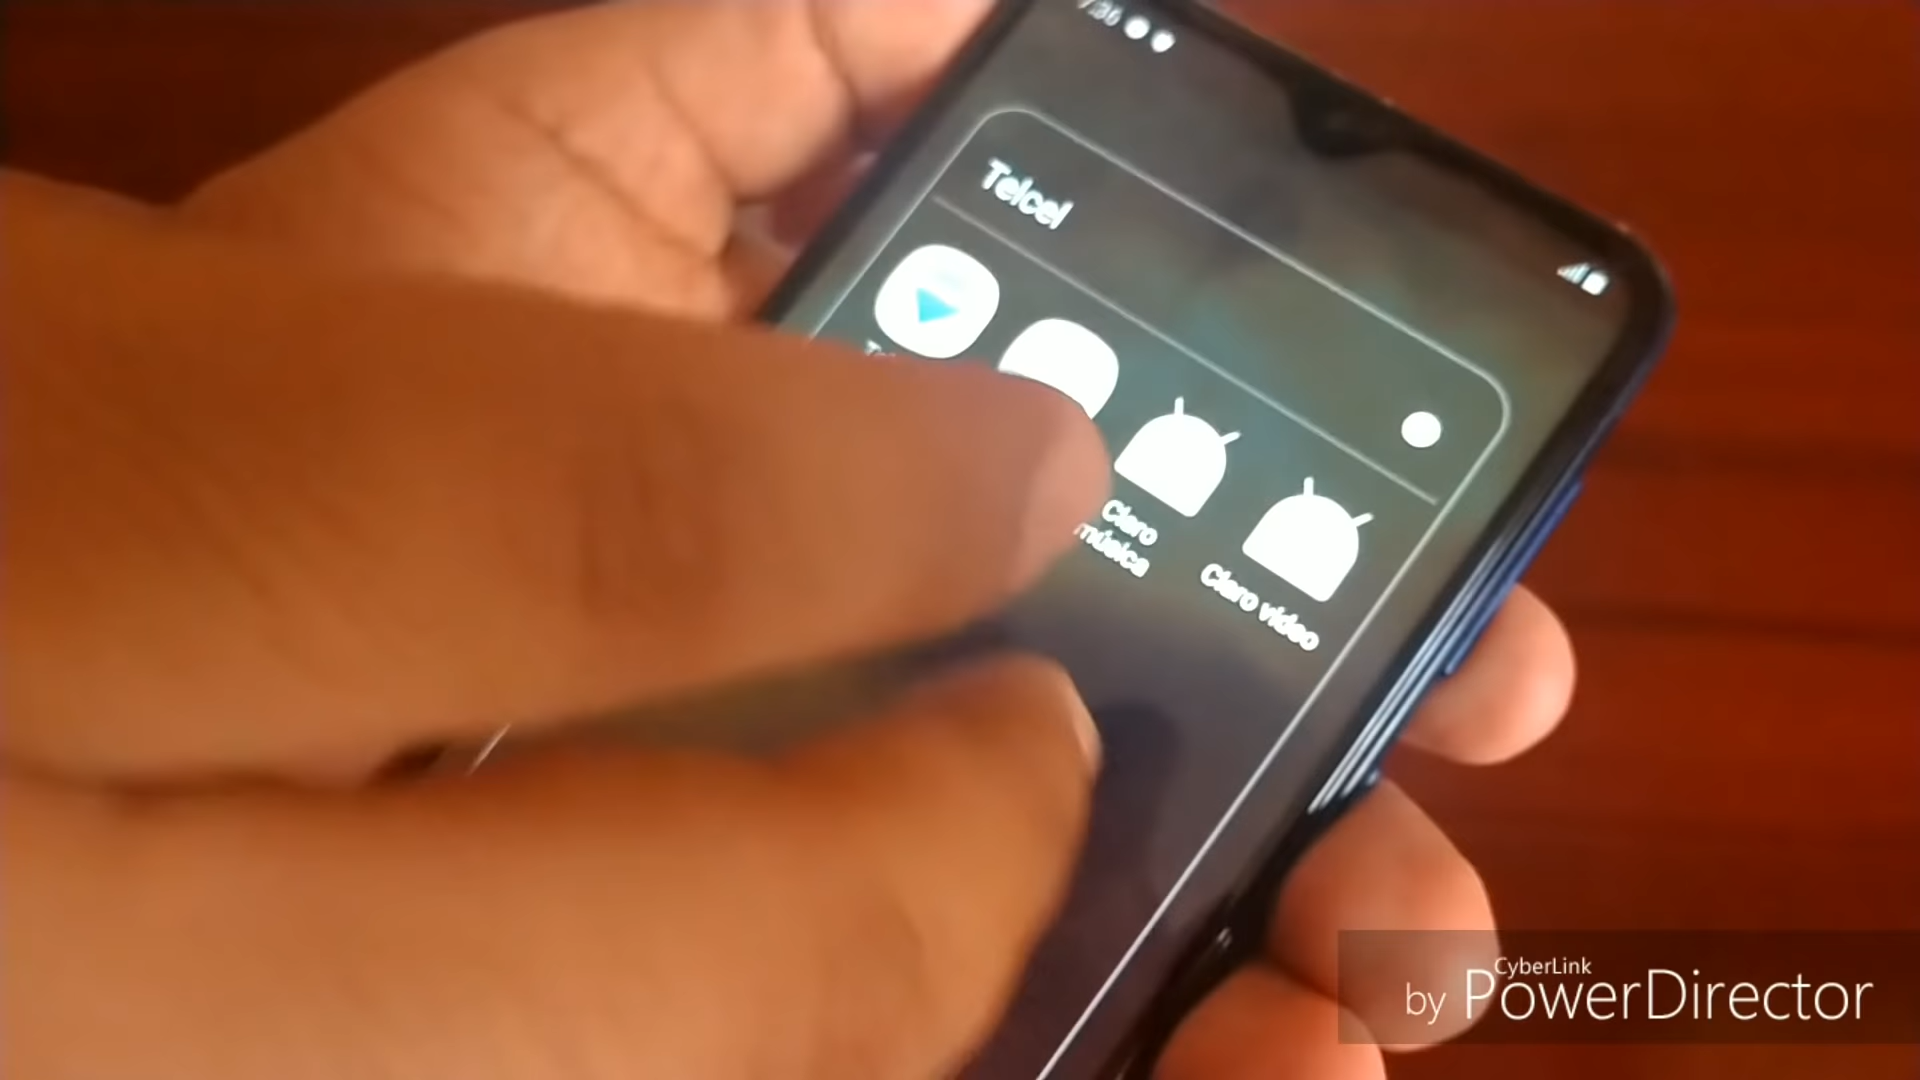 Telcel
Claro
música
Claro video
CyberLink
by PowerDirector